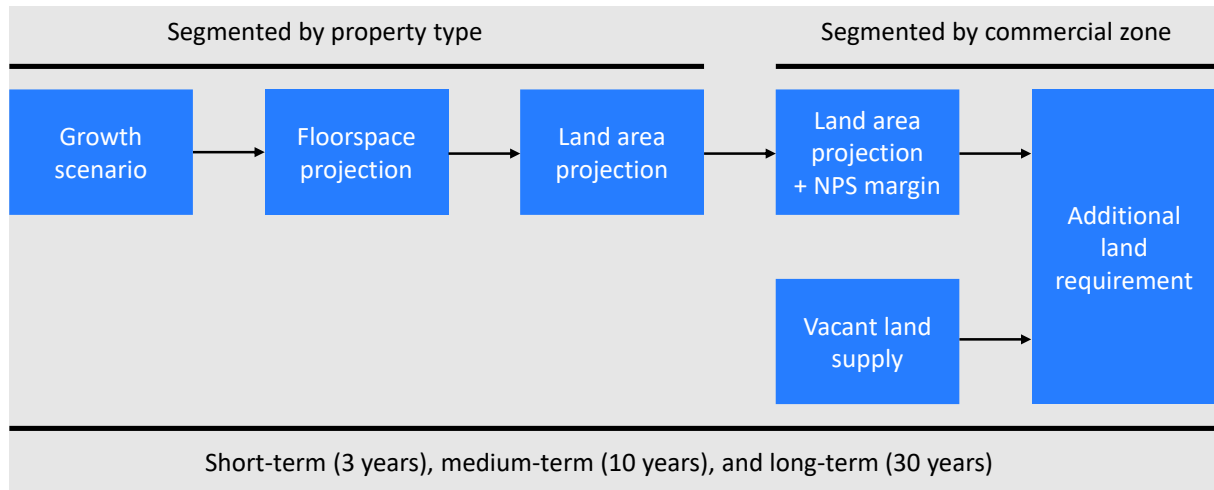 Segmented by property type
Segmented by commercial zone
Growth
scenario
Floorspace
projection
Land area
projection
Land area
projection
+ NPS margin
Additional
land
requirement
Vacant land
supply
Short-term (3 years), medium-term (10 years), and long-term (30 years)